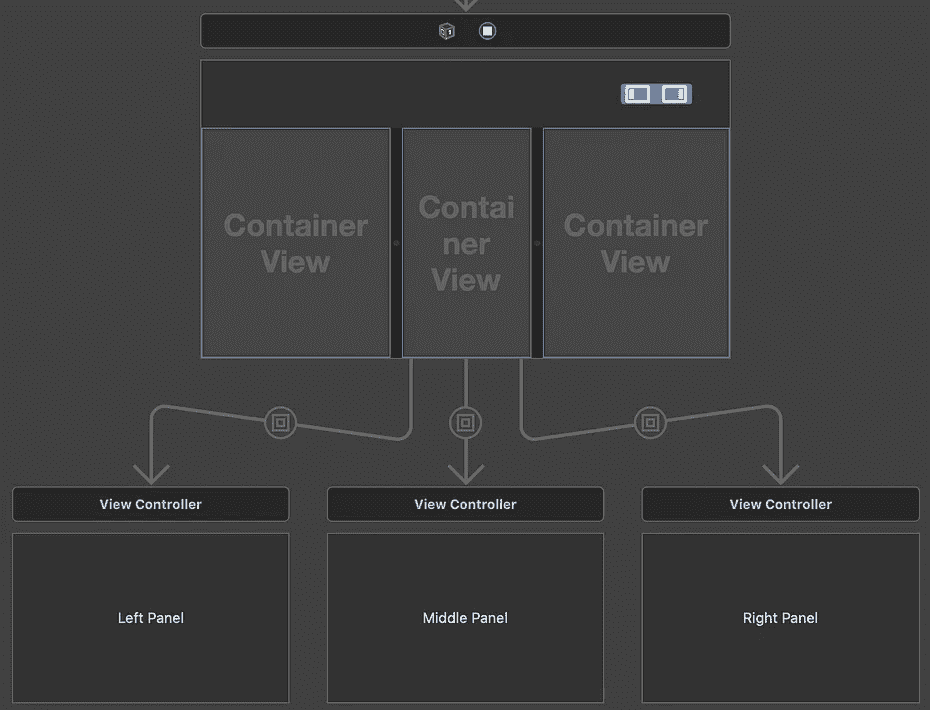 Container
View
Contai
ner
View
Container
View
View Controller
View Controller
View Controller
Left Panel
Middle Panel
Right Panel